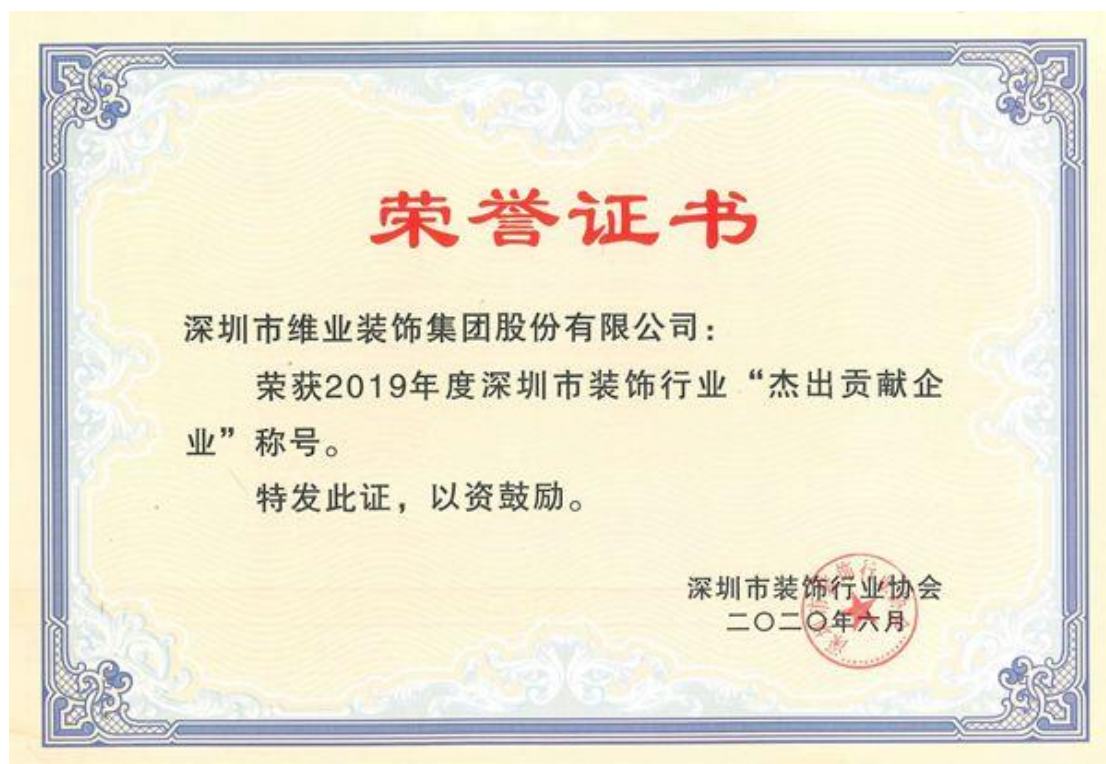 荣誉证书
深圳市维业装饰集团股份有限公司：
荣获2019年度深圳市装饰行业“杰出贡献企
业”称号。
特发此证，以资鼓励。
深圳市装饰行业协会
二〇二〇年六月